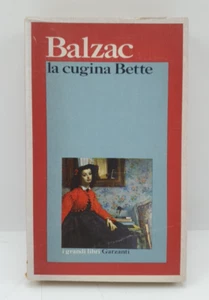 Balzac
la cugina Bette
i grandi libri Garzanti